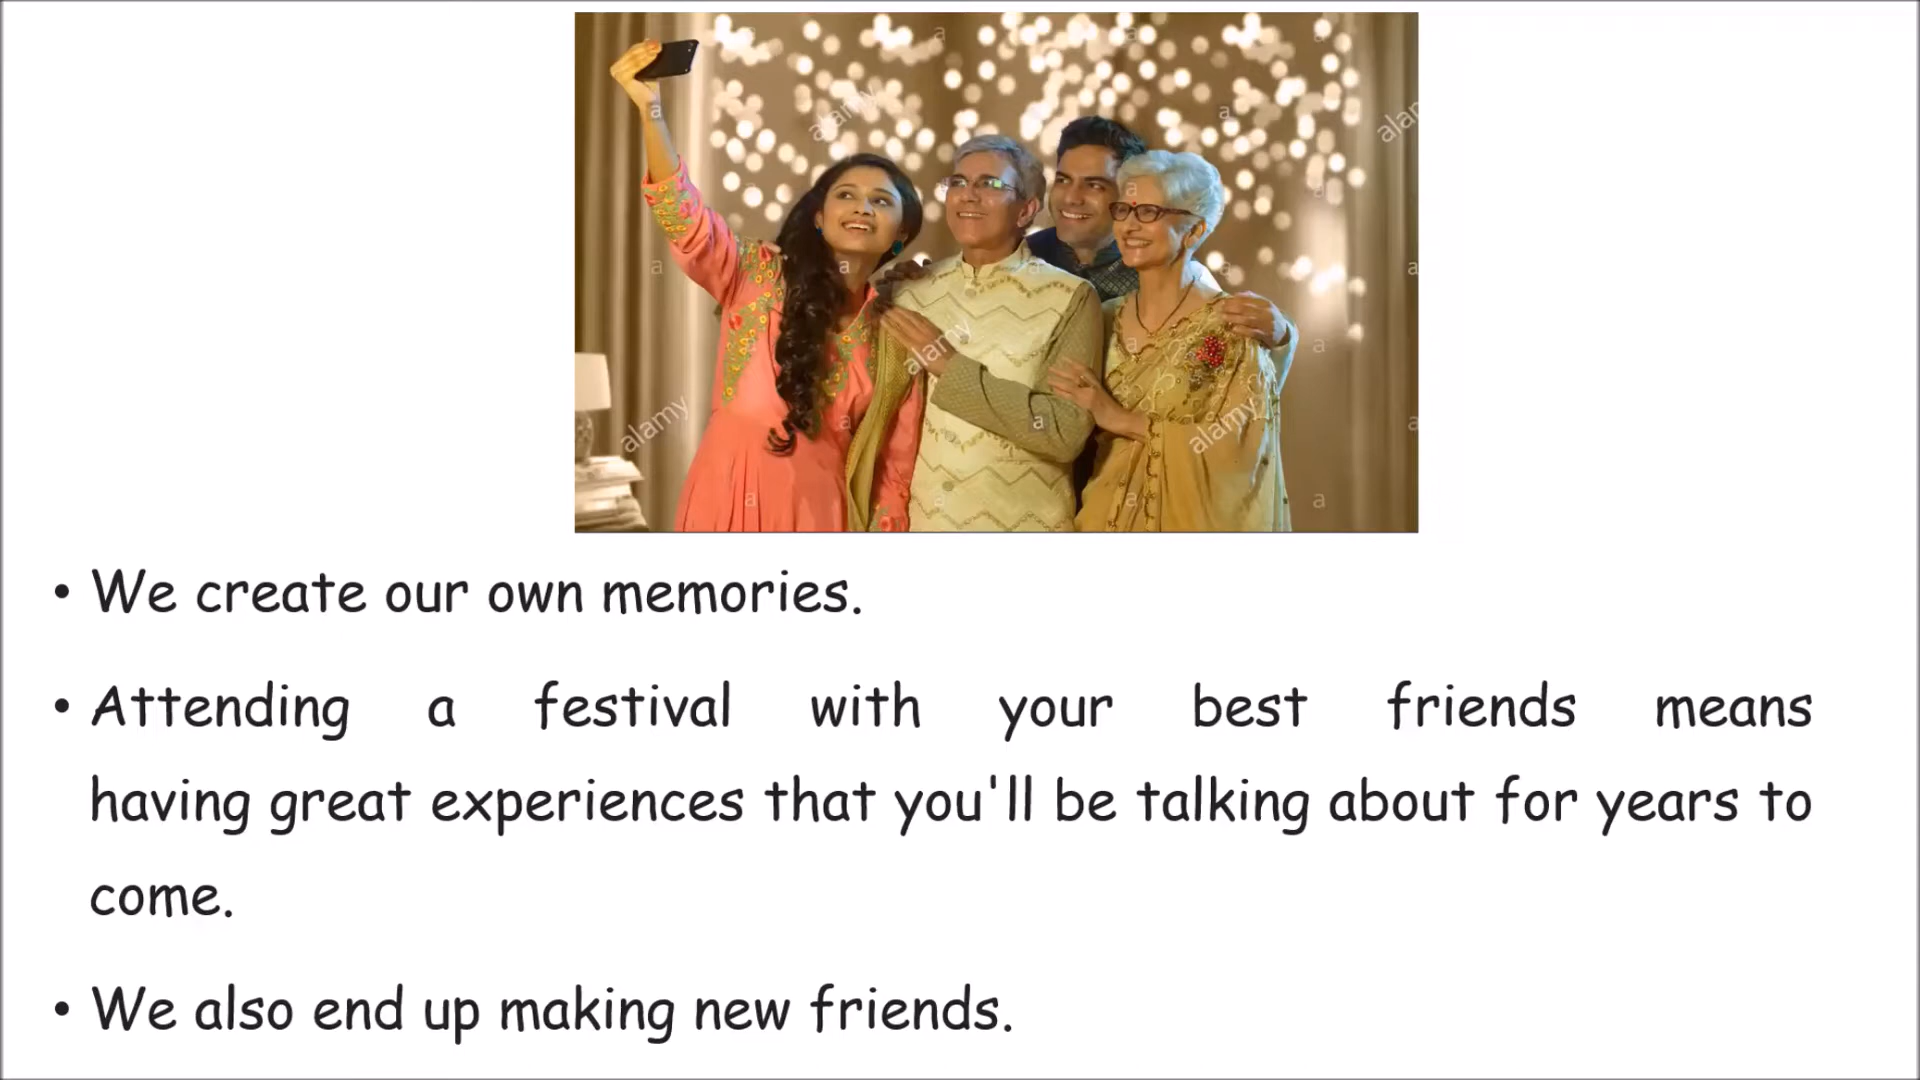 alamy
alamy
alamy
alamy
alamy
• We create our own memories.
• Attending a festival with your best friends means
having great experiences that you'll be talking about for years to
come.
• We also end up making new friends.